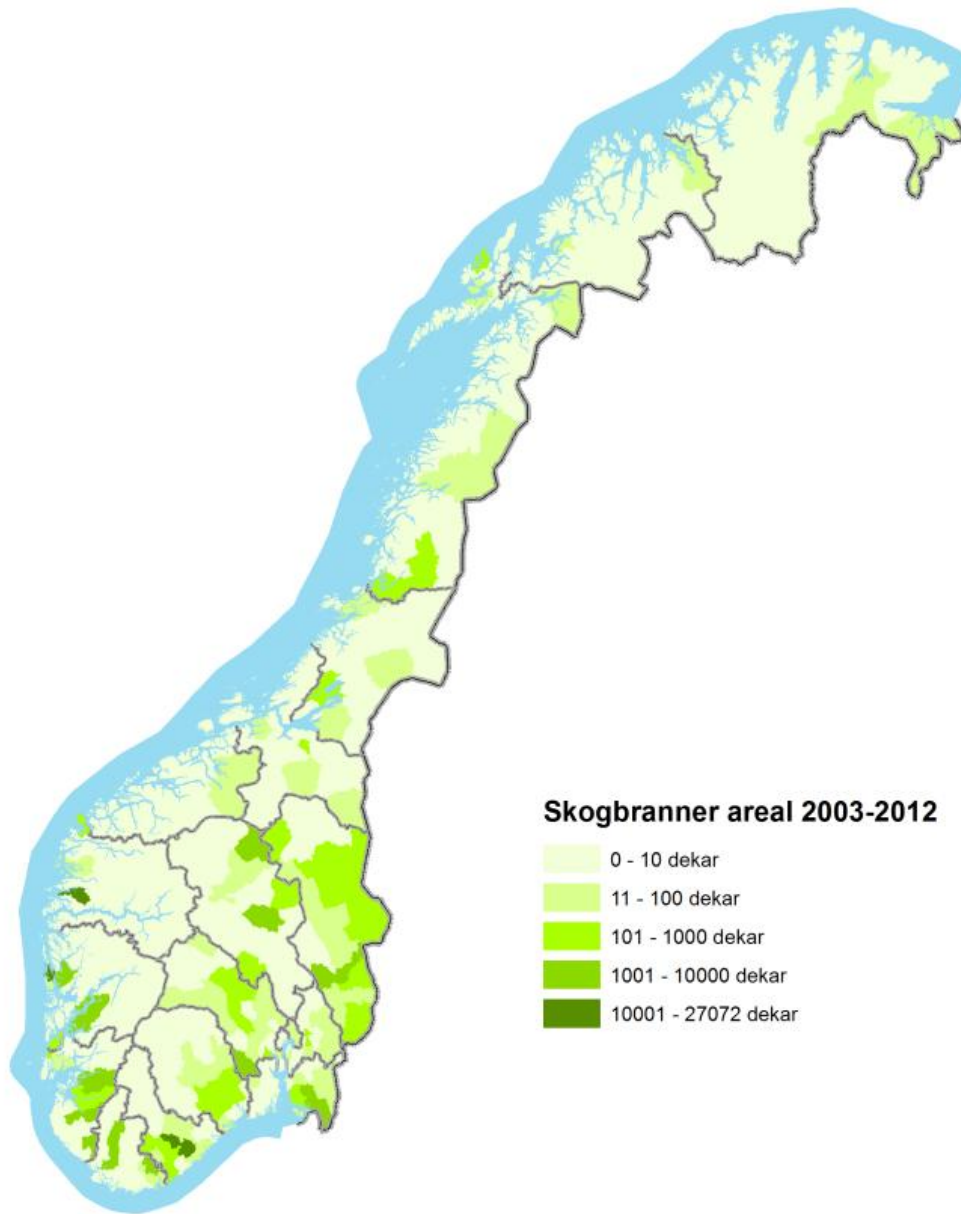 Skogbranner areal 2003-2012
0 - 10 dekar
11 - 100 dekar
101 - 1000 dekar
1001 - 10000 dekar
10001 - 27072 dekar